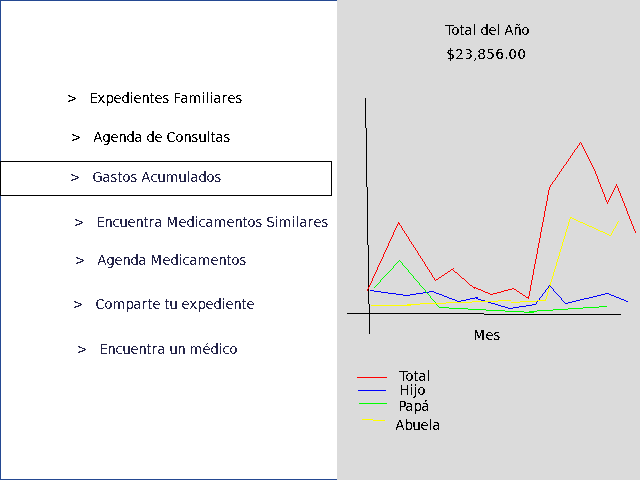 > Expedientes Familiares
> Agenda de Consultas
> Gastos Acumulados
> Encuentra Medicamentos Similares
> Agenda Medicamentos
> Comparte tu expediente
> Encuentra un médico
Total del Año
$23,856.00
Mes
Total
Hijo
Papá
Abuela